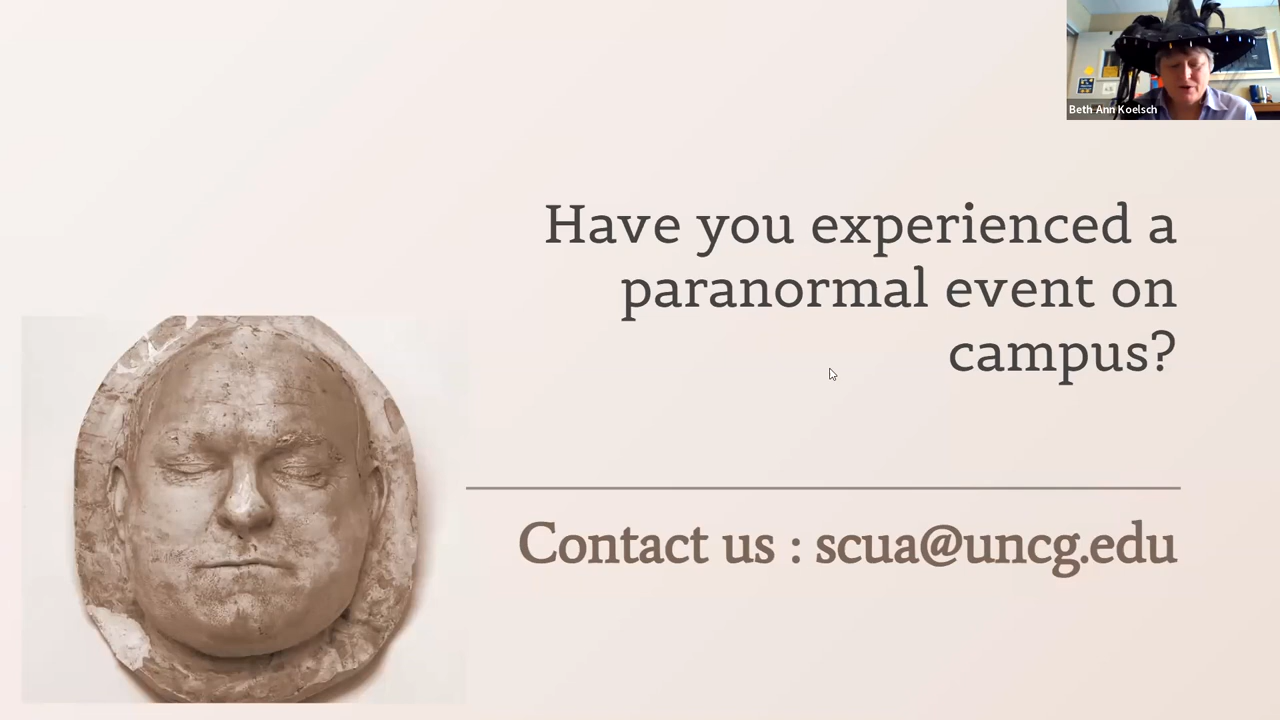 Beth Ann Koelsch
Have you experienced a
paranormal event on
campus?
Contact us : scua@uncg.edu